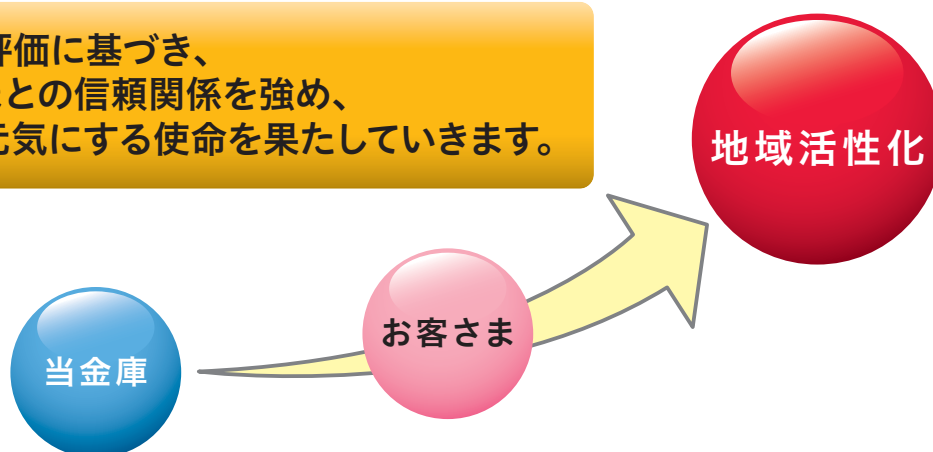 評価に基づき、
との信頼関係を強め、
元気にする使命を果たしていきます。
地域活性化
お客さま
当金庫